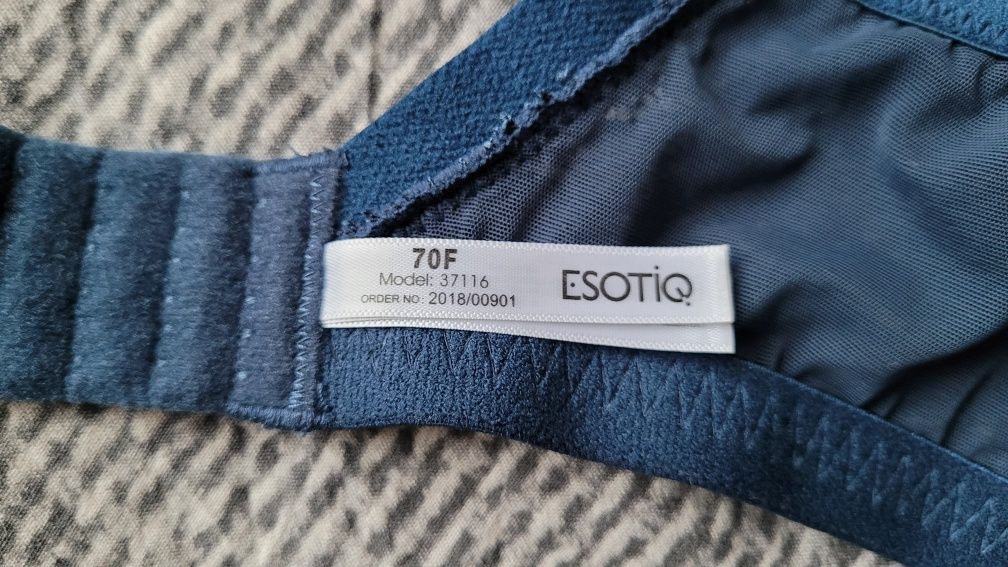 70F
Model: 37116
ORDER NO: 2018/00901
ESOTiQ